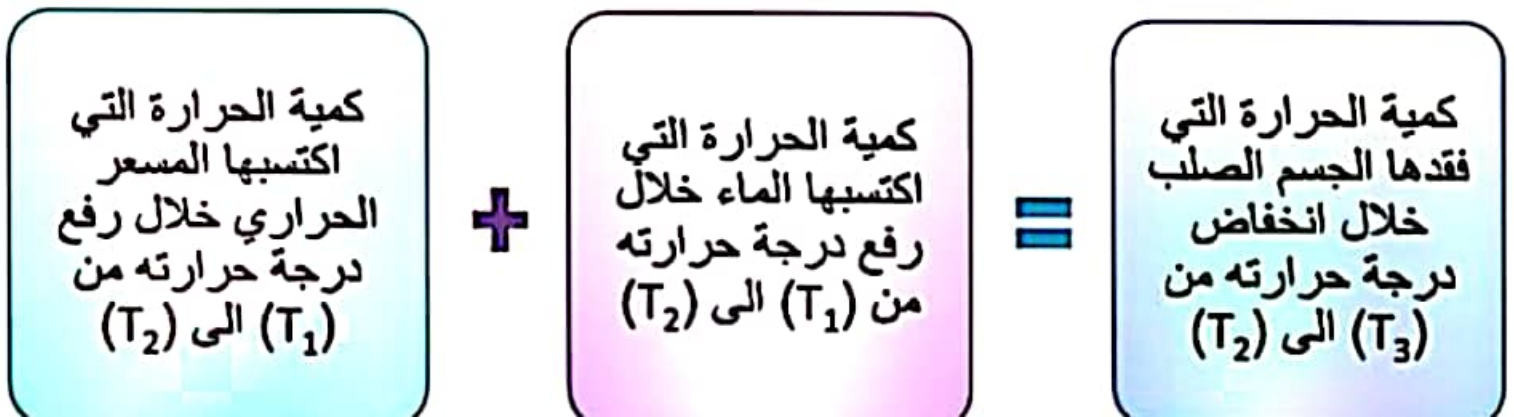 كمية الحرارة التي
فقدها الجسم الصلب
خلال انخفاض
درجة حرارته من
(T₃) الى (T₂)
=
كمية الحرارة التي
اكتسبها الماء خلال
رفع درجة حرارته
من (T₁) الى (T₂)
+
كمية الحرارة التي
اكتسبها المسعر
الحراري خلال رفع
درجة حرارته من
(T₁) الى (T₂)